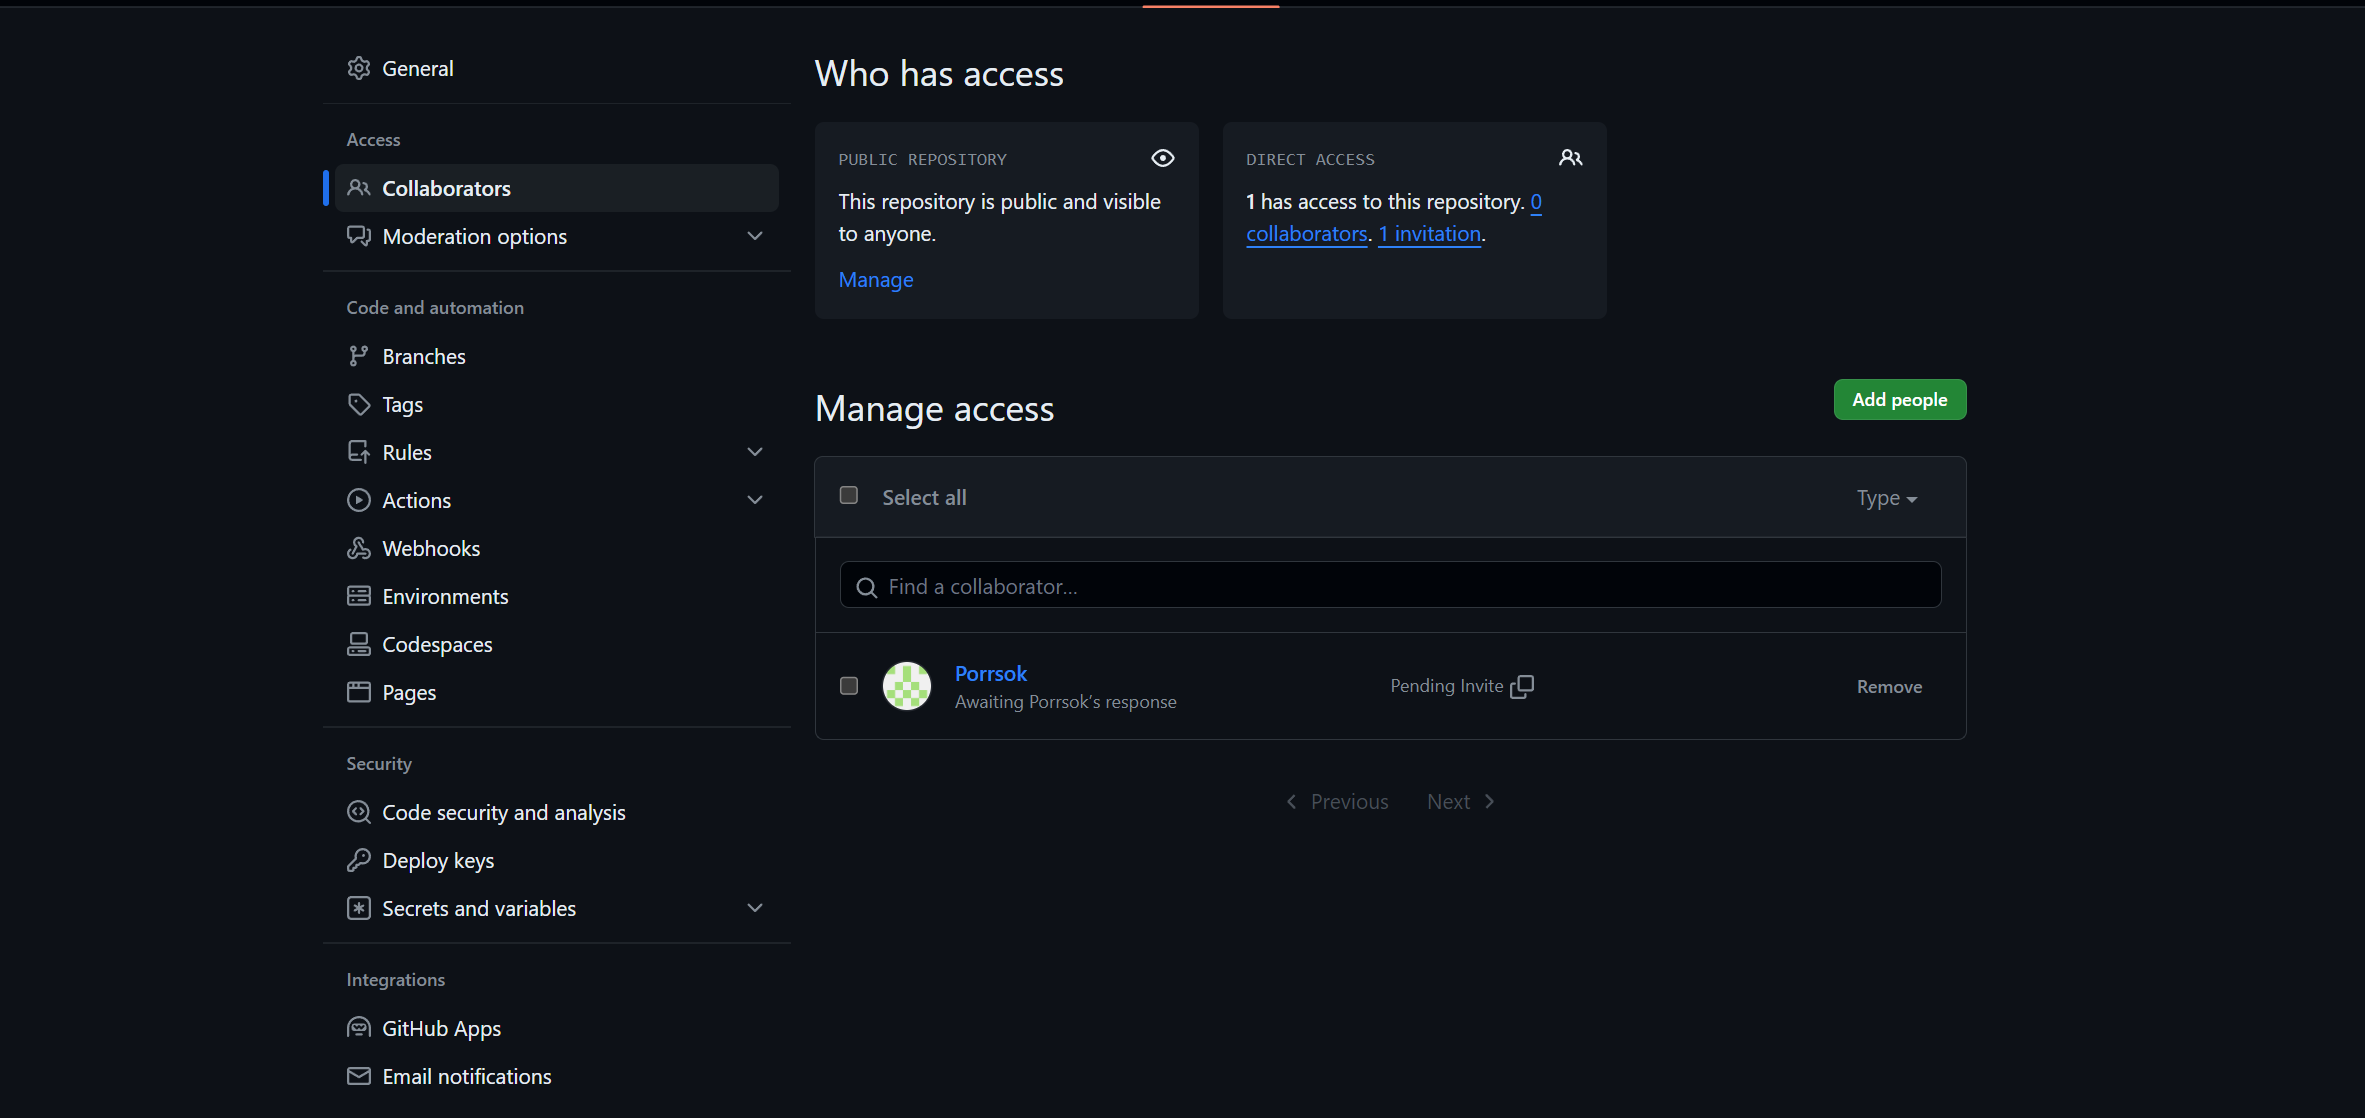 General
Access
Collaborators
Moderation options
Code and automation
Branches
Tags
Rules
Actions
Webhooks
Environments
Codespaces
Pages
Security
Code security and analysis
Deploy keys
Secrets and variables
Integrations
GitHub Apps
Email notifications
Who has access
PUBLIC REPOSITORY
This repository is public and visible
to anyone.
Manage
DIRECT ACCESS
1 has access to this repository. 0
collaborators. 1 invitation.
Manage access
Add people
Select all
Type
Find a collaborator...
Porrsok
Awaiting Porrsok’s response
Pending Invite
Remove
Previous
Next